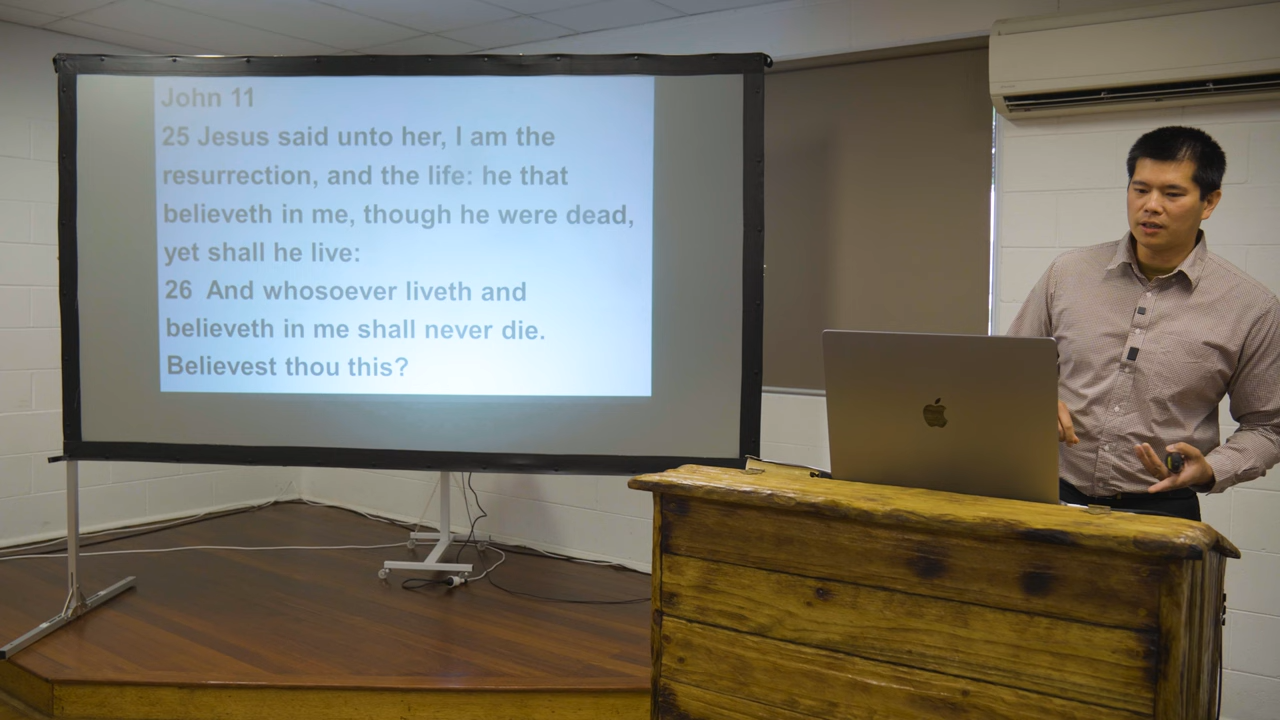 John 11
25 Jesus said unto her, I am the
resurrection, and the life: he that
believeth in me, though he were dead,
yet shall he live:
26  And whosoever liveth and
believeth in me shall never die.
Believest thou this?